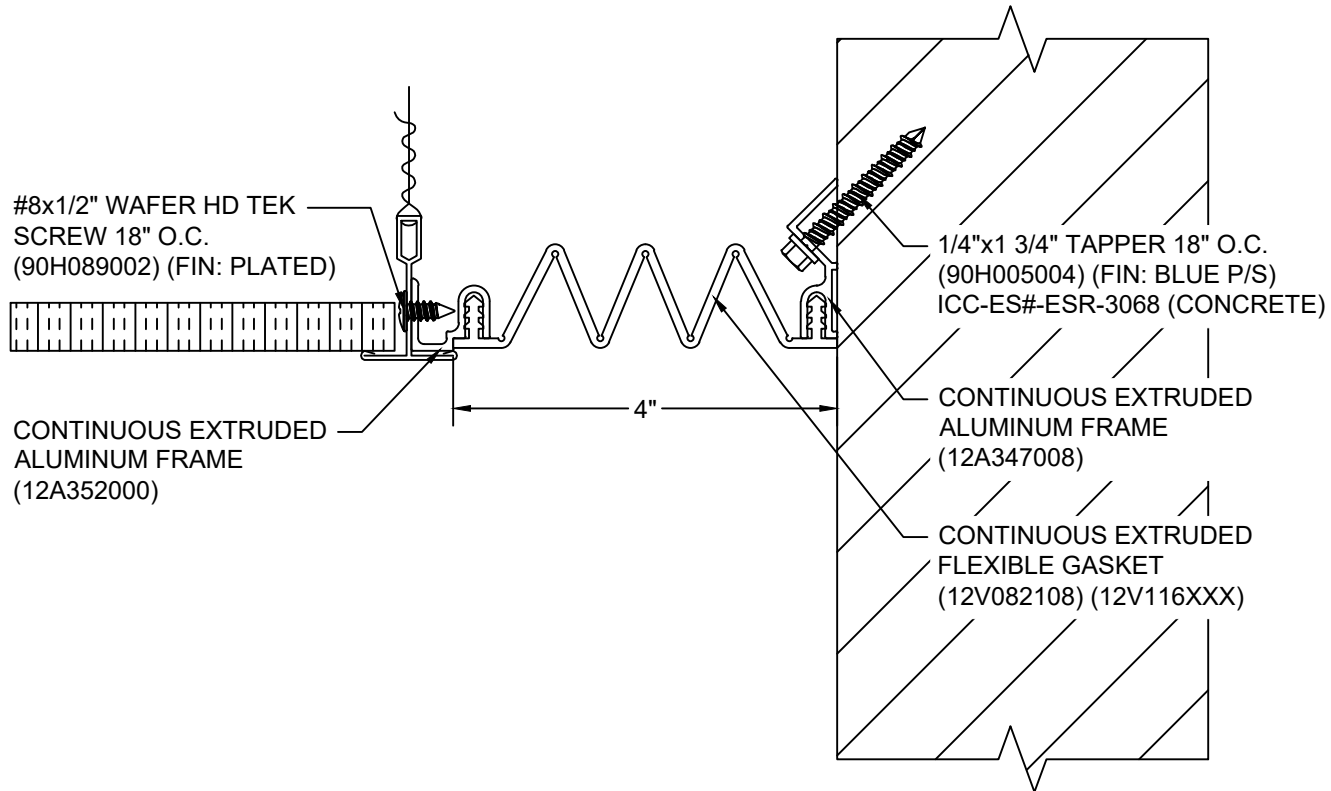 #8x1/2" WAFER HD TEK
SCREW 18" O.C.
(90H089002) (FIN: PLATED)
1/4"x1 3/4" TAPPER 18" O.C.
(90H005004) (FIN: BLUE P/S)
ICC-ES#-ESR-3068 (CONCRETE)
4"
CONTINUOUS EXTRUDED
ALUMINUM FRAME
(12A352000)
CONTINUOUS EXTRUDED
ALUMINUM FRAME
(12A347008)
CONTINUOUS EXTRUDED
FLEXIBLE GASKET
(12V082108) (12V116XXX)